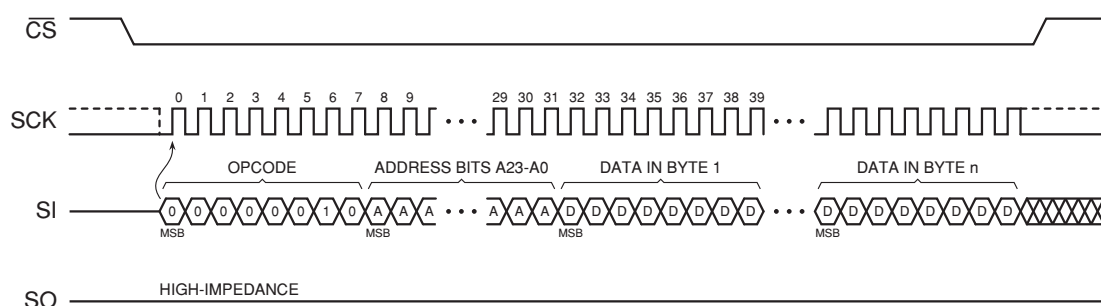 CS
SCK
0 1 2 3 4 5 6 7 8 9 29 30 31 32 33 34 35 36 37 38 39
OPCODE ADDRESS BITS A23-A0 DATA IN BYTE 1 DATA IN BYTE n
SI
0 0 0 0 0 0 1 0 A A A A A A D D D D D D D D D D D D D D D D
MSB MSB MSB MSB
HIGH-IMPEDANCE
SO